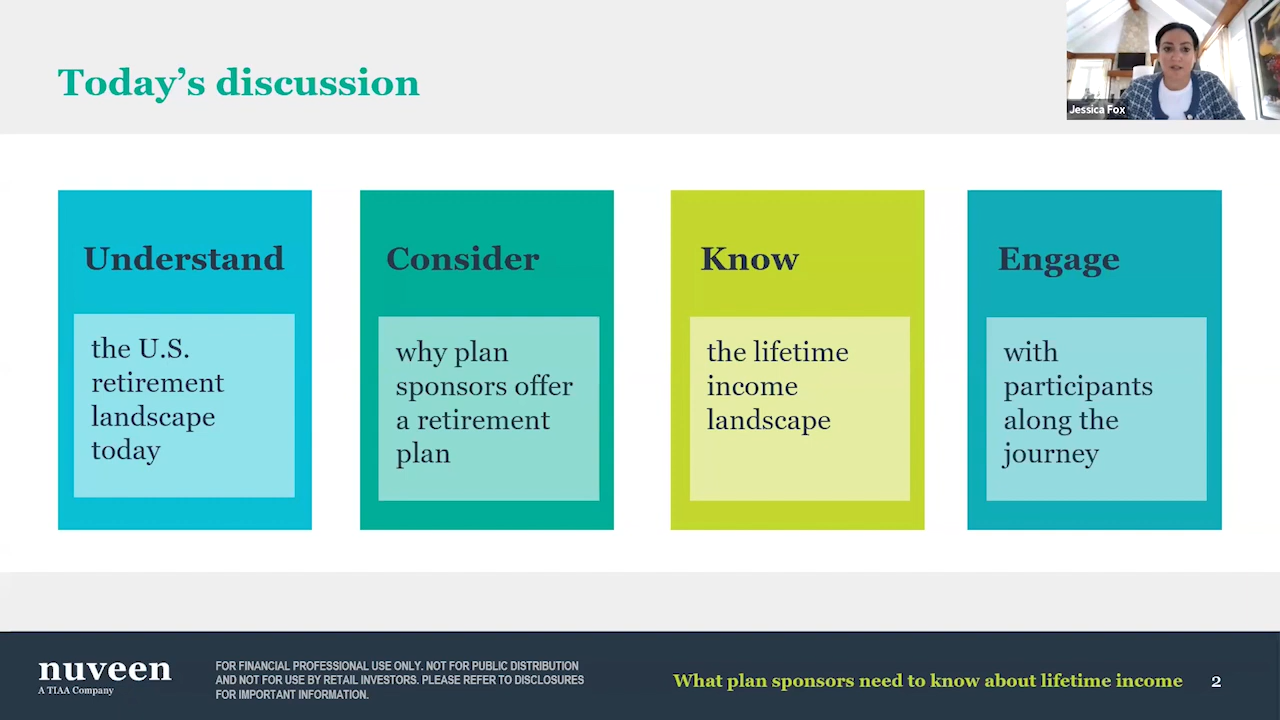 Today's discussion
Jessica Fox
Understand
the U.S.
retirement
landscape
today
Consider
why plan
sponsors offer
a retirement
plan
Know
the lifetime
income
landscape
Engage
with
participants
along the
journey
nuveen
A TIAA Company
FOR FINANCIAL PROFESSIONAL USE ONLY. NOT FOR PUBLIC DISTRIBUTION
AND NOT FOR USE BY RETAIL INVESTORS. PLEASE REFER TO DISCLOSURES
FOR IMPORTANT INFORMATION.
What plan sponsors need to know about lifetime income 2